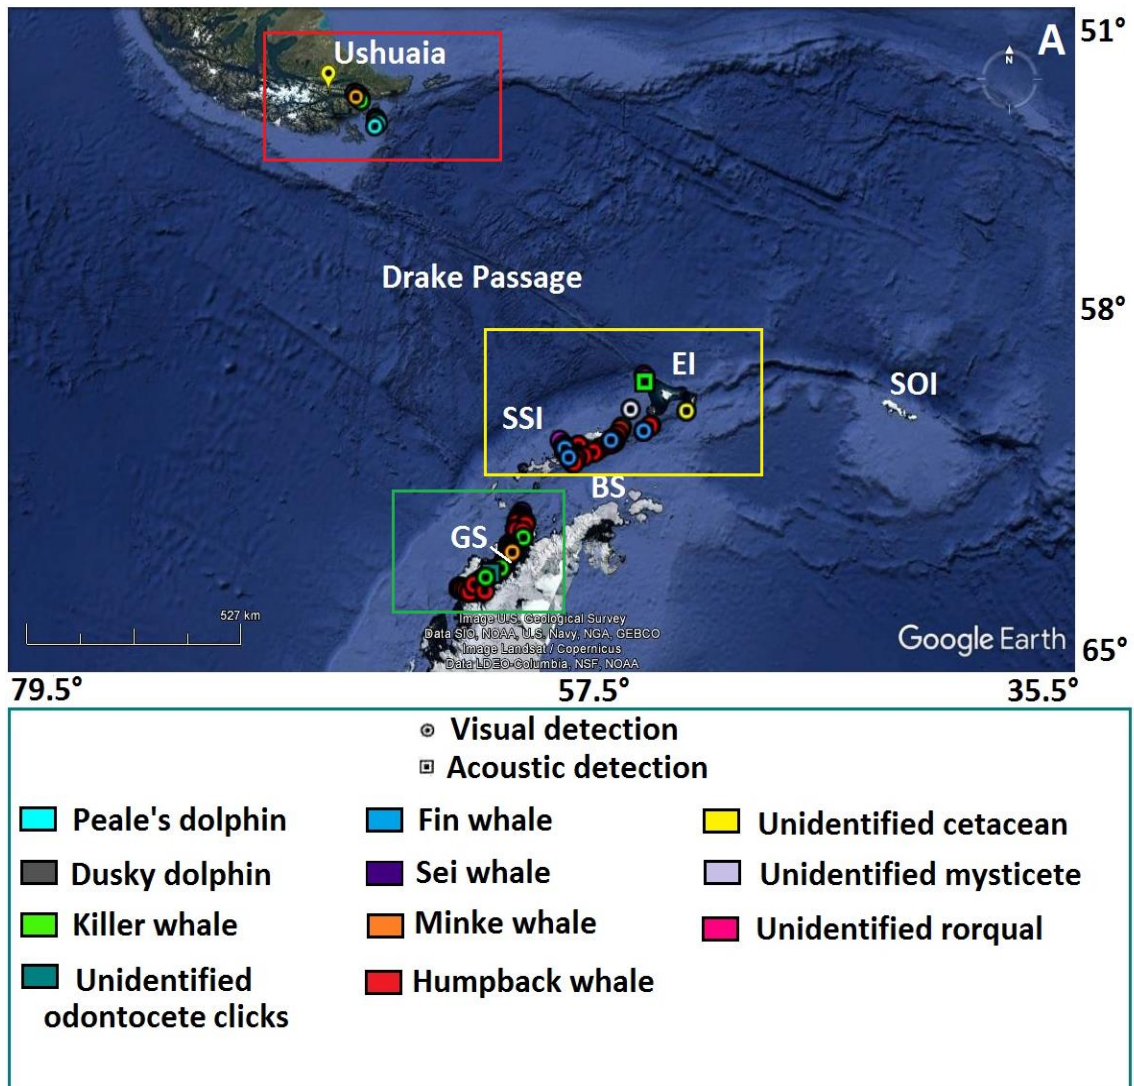 51°
A
N
Ushuaia
Drake Passage
58°
EI
SOI
SSI
BS
GS
527 km
Image U.S. Geological Survey
Data SIO, NOAA, U.S. Navy, NGA, GEBCO
Image Landsat / Copernicus
Data LDEO-Columbia, NSF, NOAA
Google Earth
65°
79.5°
57.5°
35.5°
Visual detection
Acoustic detection
Peale's dolphin
Fin whale
Unidentified cetacean
Dusky dolphin
Sei whale
Unidentified mysticete
Killer whale
Minke whale
Unidentified rorqual
Unidentified
odontocete clicks
Humpback whale